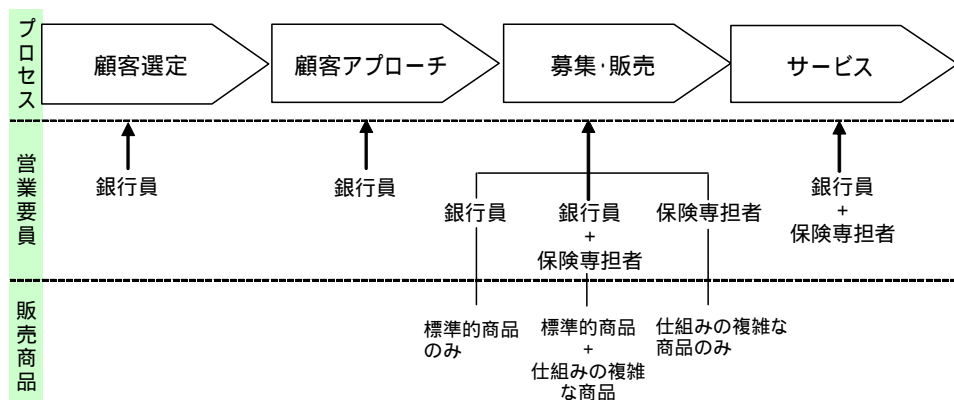 プロセス
顧客選定
顧客アプローチ
募集・販売
サービス
営業要員
銀行員
銀行員
銀行員
銀行員
+
保険専担者
保険専担者
銀行員
+
保険専担者
販売商品
標準的商品
のみ
標準的商品
+
仕組みの複雑
な商品
仕組みの複雑な
商品のみ